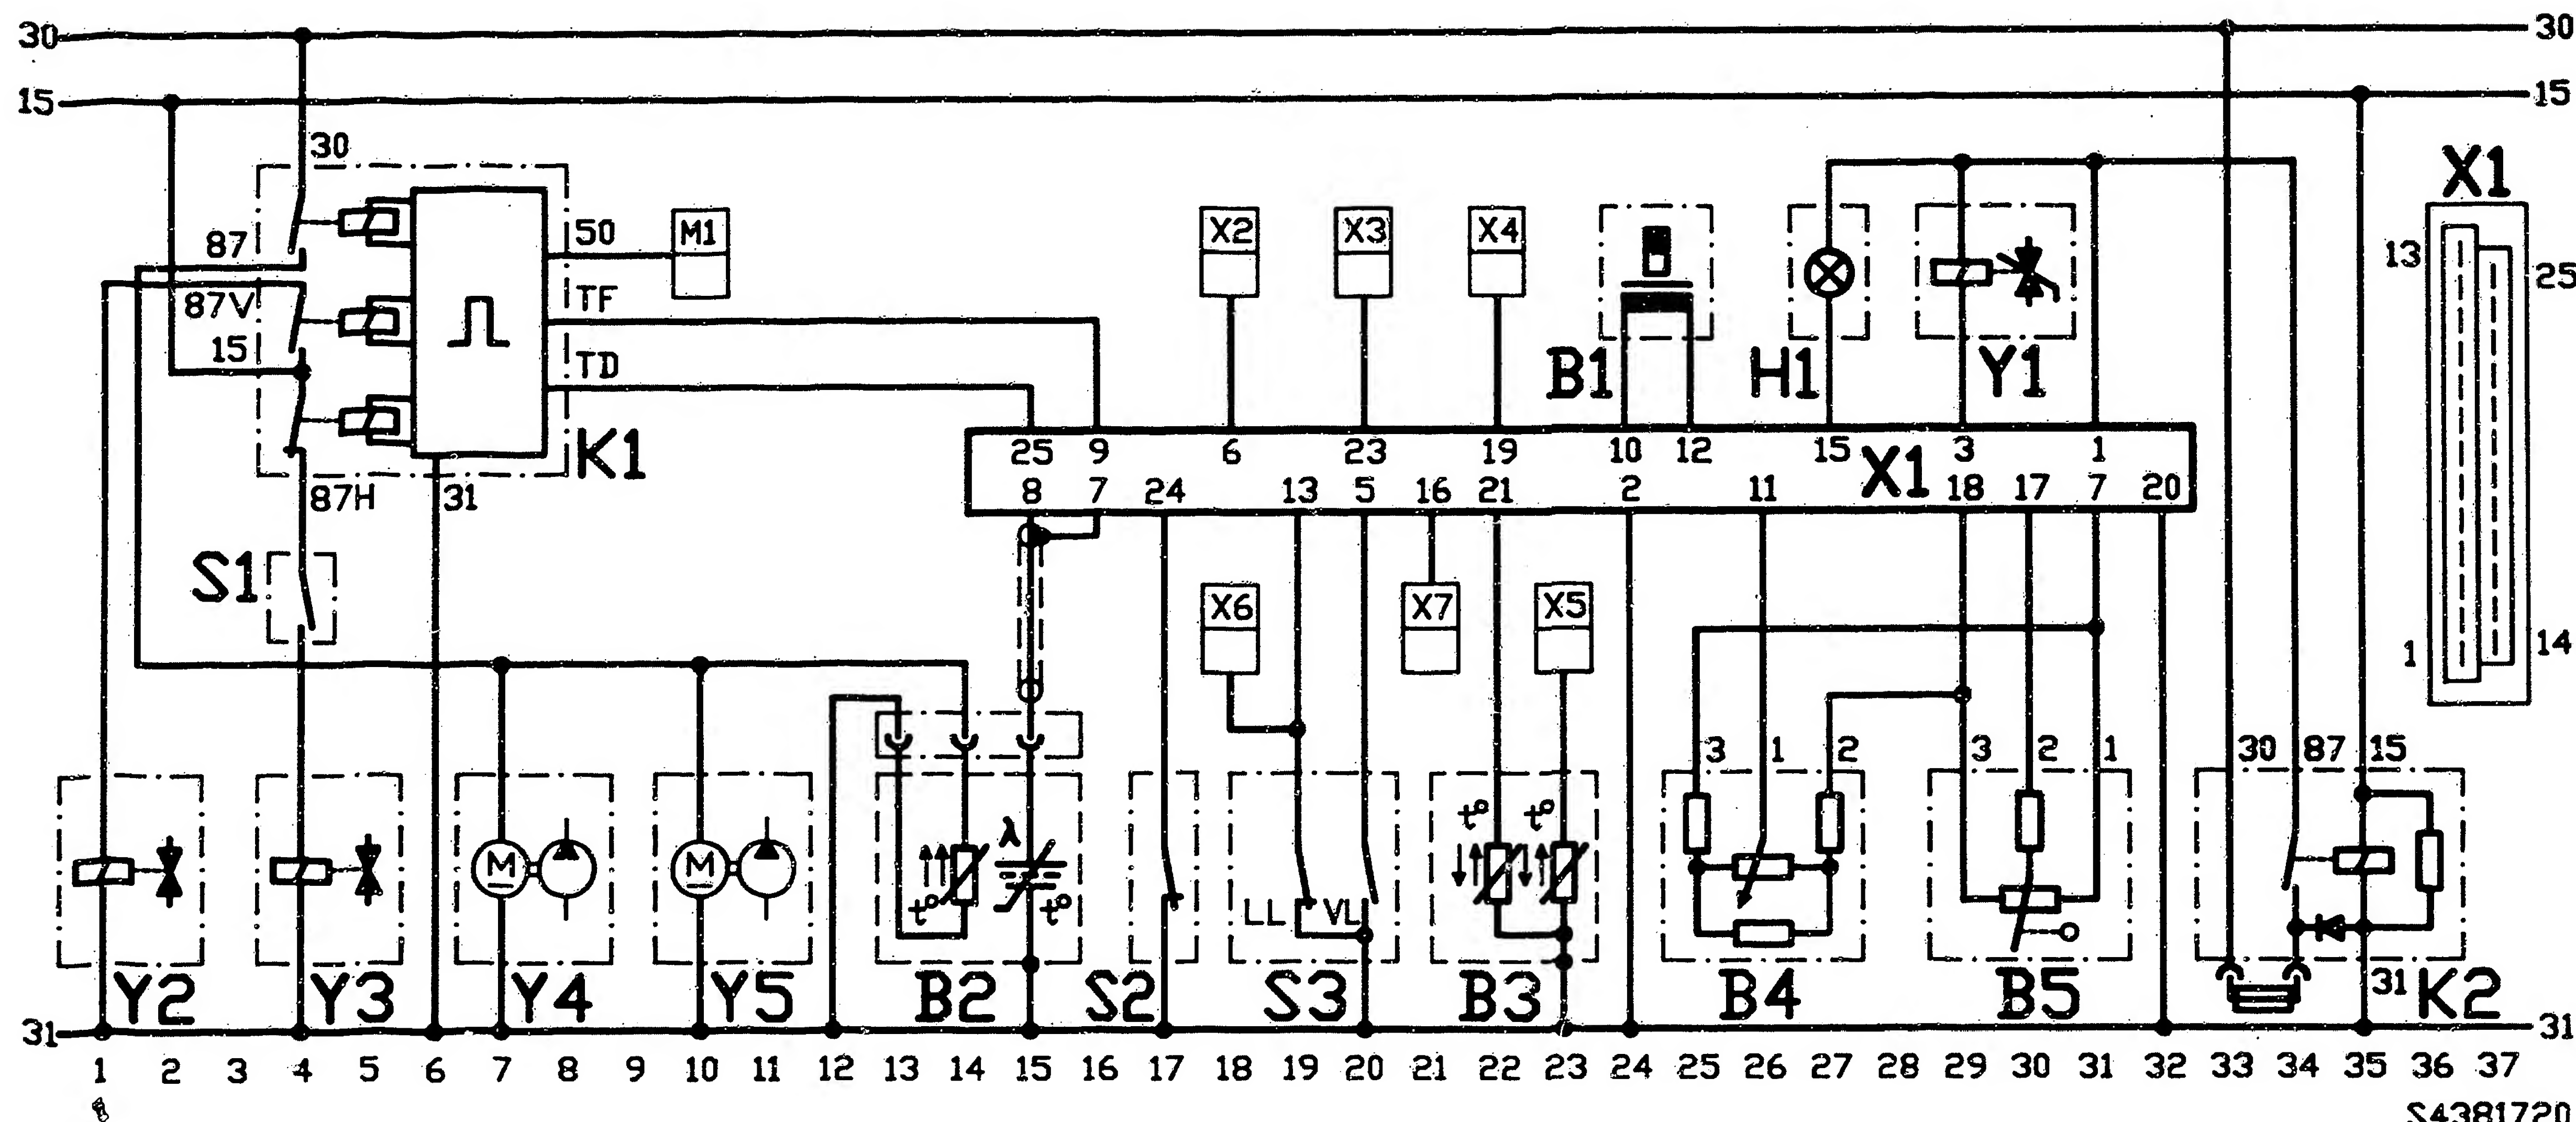 30 30
15 15
30
X1
87 50 M1 X2 X3 X4 13 25
87V TF
15 TD B1 H1 Y1
K1 25 9 6 23 19 10 12 15 X1 3 1
87H 31 8 7 24 13 5 16 21 2 11 18 17 7 20
S1 X6 X7 X5
1 14
3 1 2 3 2 1 30 87 15
M M λ t° t°
t° t° LL VL
Y2 Y3 Y4 Y5 B2 S2 S3 B3 B4 B5 31 K2
31 31
1 2 3 4 5 6 7 8 9 10 11 12 13 14 15 16 17 18 19 20 21 22 23 24 25 26 27 28 29 30 31 32 33 34 35 36 37
S4381720